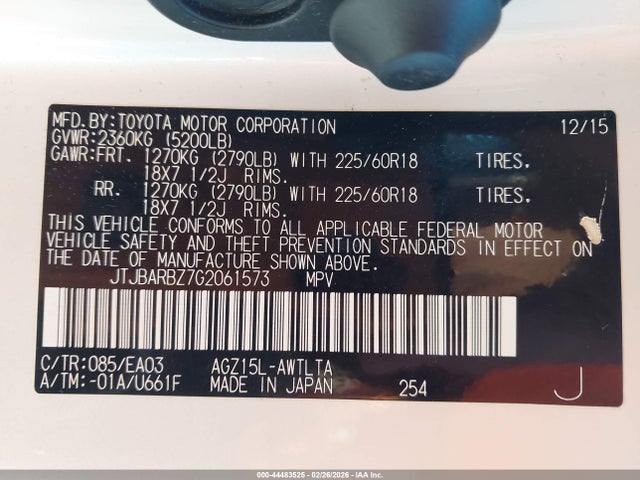 MFD.BY:TOYOTA MOTOR CORPORATION 12/15
GVWR:2360KG (5200LB)
GAWR:FRT. 1270KG (2790LB) WITH 225/60R18 TIRES.
18X7 1/2J RIMS.
RR. 1270KG (2790LB) WITH 225/60R18 TIRES.
18X7 1/2J RIMS.
THIS VEHICLE CONFORMS TO ALL APPLICABLE FEDERAL MOTOR
VEHICLE SAFETY AND THEFT PREVENTION STANDARDS IN EFFECT ON
THE DATE OF MANUFACTURE SHOWN ABOVE.
JTJBARBZ7G2061573 MPV
C/TR:085/EA03 AGZ15L-AWTLTA
A/TM:-01A/U661F MADE IN JAPAN 254 J
000-44483525 - 02/26/2026 - IAA Inc.